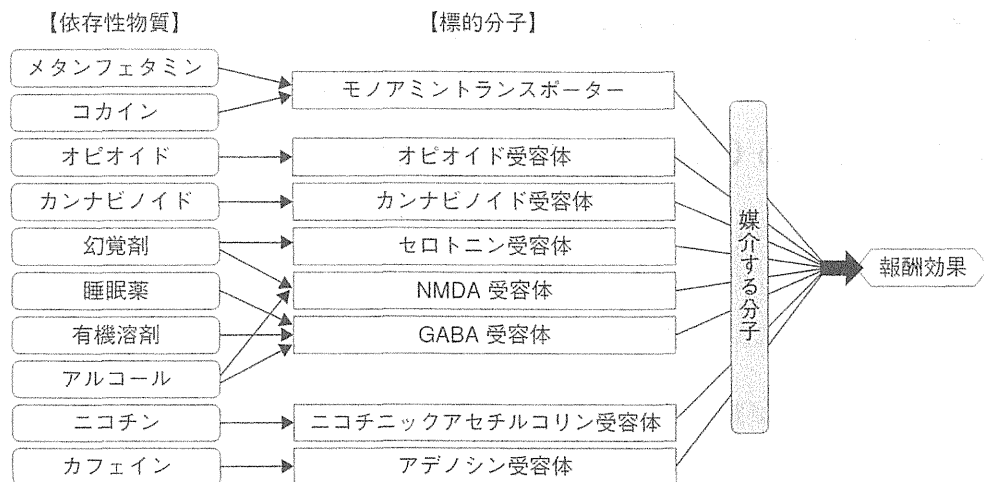 【依存性物質】
【標的分子】
メタンフェタミン
コカイン
オピオイド
カンナビノイド
幻覚剤
睡眠薬
有機溶剤
アルコール
ニコチン
カフェイン
モノアミントランスポーター
オピオイド受容体
カンナビノイド受容体
セロトニン受容体
NMDA 受容体
GABA 受容体
ニコチニックアセチルコリン受容体
アデノシン受容体
媒介する分子
報酬効果